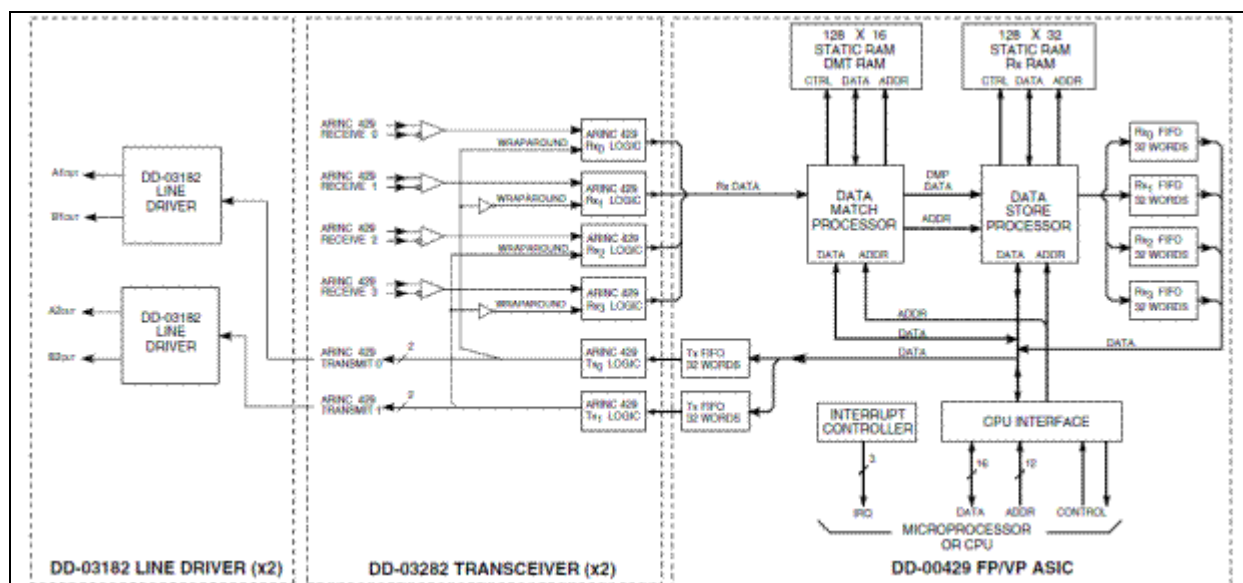 128 X 16
STATIC RAM
DMT RAM
CTRL DATA ADDR
128 X 32
STATIC RAM
Rx RAM
CTRL DATA ADDR
DD-03182
LINE
DRIVER
A1OUT
B1OUT
DD-03182
LINE
DRIVER
A2OUT
B2OUT
ARINC 429
RECEIVE 0
ARINC 429
RECEIVE 1
ARINC 429
RECEIVE 2
ARINC 429
RECEIVE 3
ARINC 429
TRANSMIT 0
2
ARINC 429
TRANSMIT 1
2
WRAPAROUND
WRAPAROUND
WRAPAROUND
WRAPAROUND
ARINC 429
Rx0 LOGIC
ARINC 429
Rx1 LOGIC
ARINC 429
Rx2 LOGIC
ARINC 429
Rx3 LOGIC
ARINC 429
Tx0 LOGIC
ARINC 429
Tx1 LOGIC
Rx DATA
DATA
MATCH
PROCESSOR
DATA ADDR
DMP
DATA
ADDR
DATA
STORE
PROCESSOR
DATA ADDR
Rx0 FIFO
32 WORDS
Rx1 FIFO
32 WORDS
Rx2 FIFO
32 WORDS
Rx3 FIFO
32 WORDS
ADDR
DATA
DATA
DATA
Tx FIFO
32 WORDS
Tx FIFO
32 WORDS
INTERRUPT
CONTROLLER
3
IRQ
CPU INTERFACE
16
12
DATA
ADDR
CONTROL
MICROPROCESSOR
OR CPU
DD-03182 LINE DRIVER (x2)
DD-03282 TRANSCEIVER (x2)
DD-00429 FP/VP ASIC